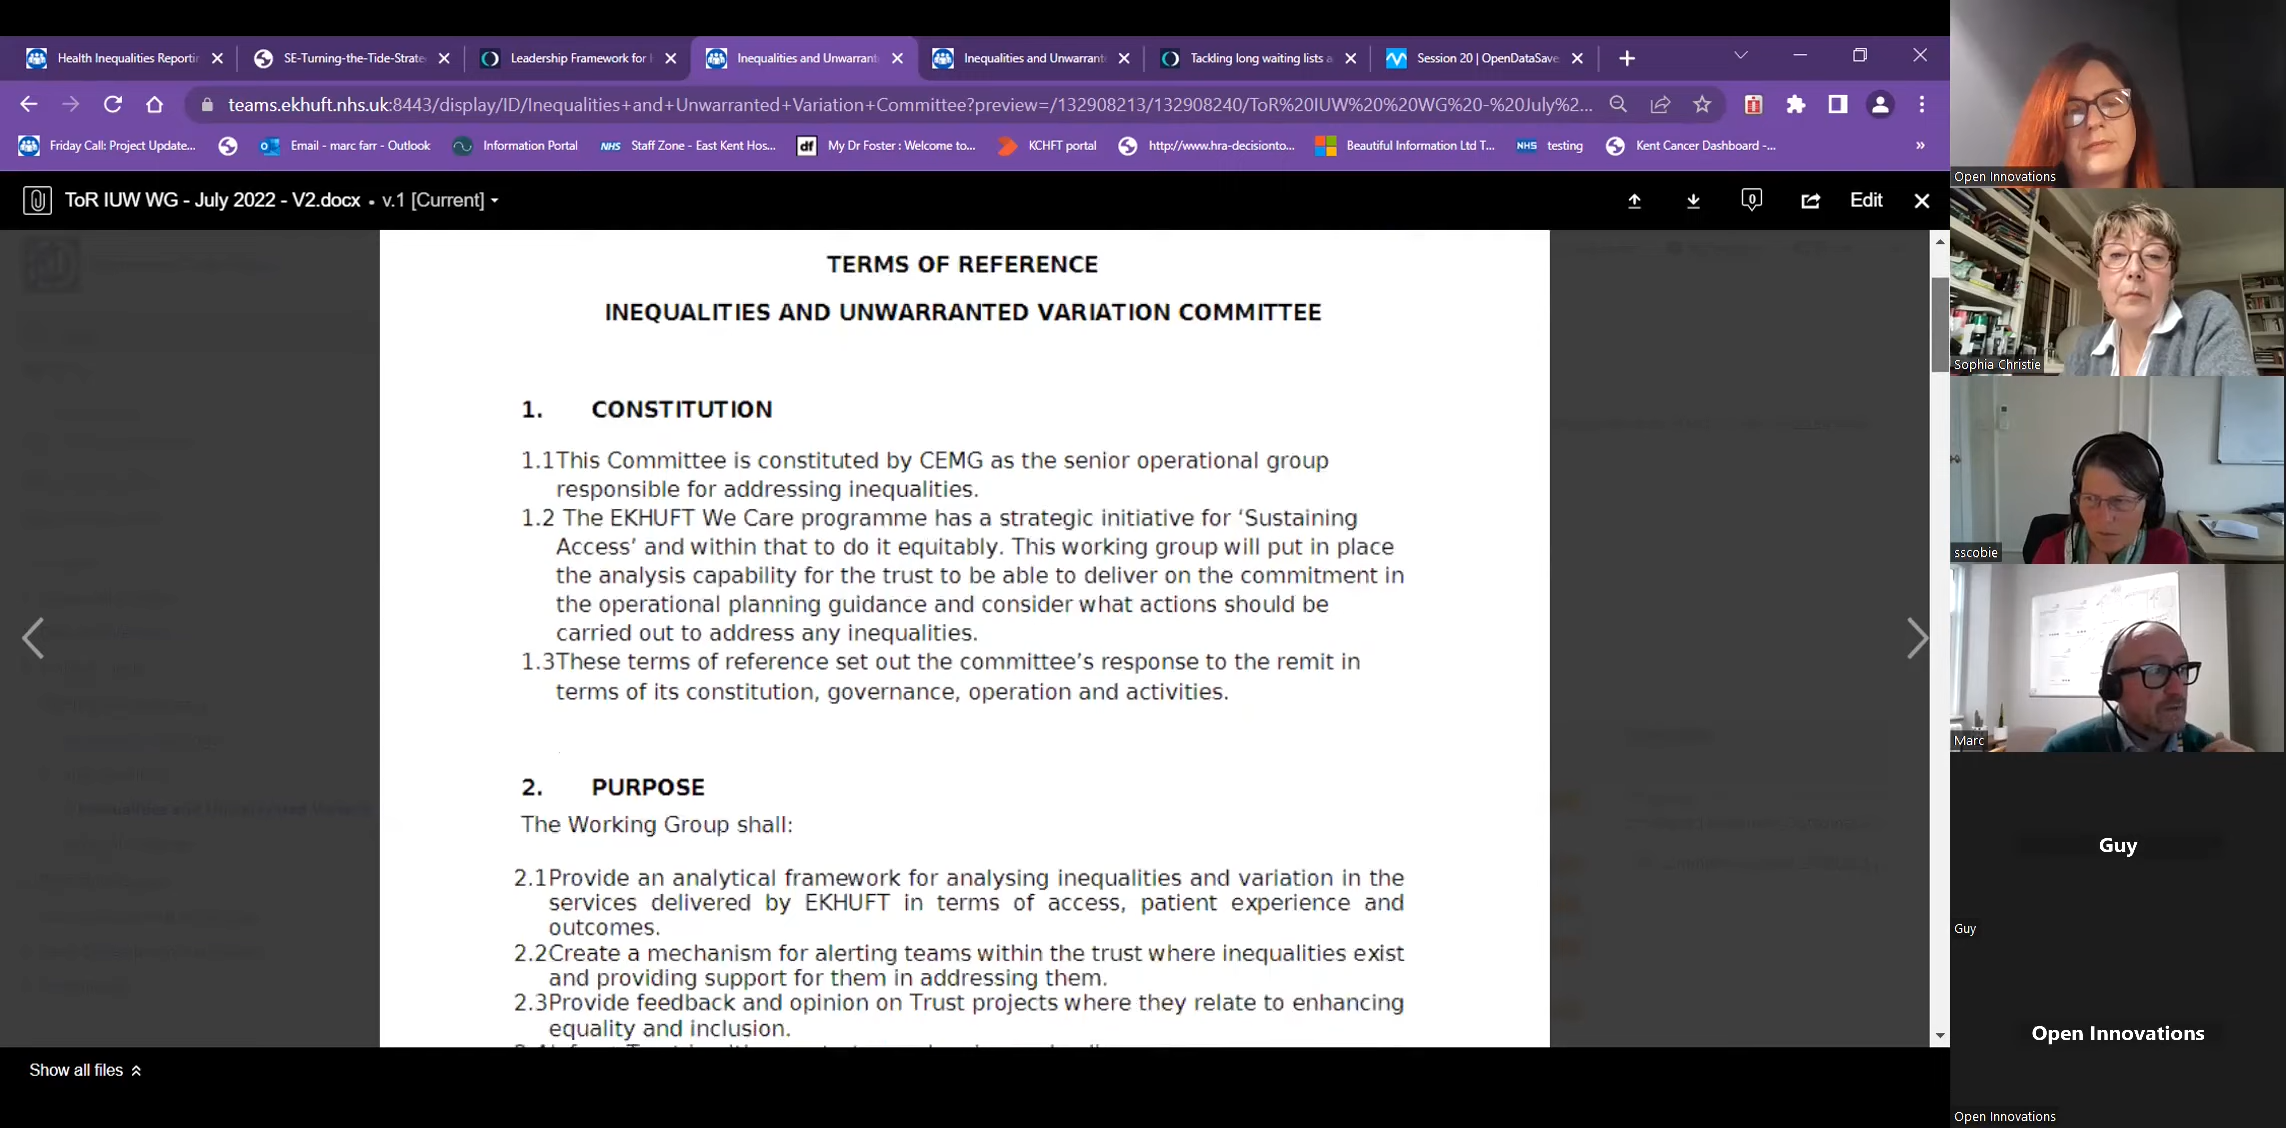 Health Inequalities Reportin
SE-Turning-the-Tide-Strate
Leadership Framework for
Inequalities and Unwarrant
Inequalities and Unwarrant
Tackling long waiting lists a
Session 20 | OpenDataSave
teams.ekhuft.nhs.uk:8443/display/ID/Inequalities+and+Unwarranted+Variation+Committee?preview=/132908213/132908240/ToR%20IUW%20%20WG%20-%20July%2...
Friday Call: Project Update...
Email - marc farr - Outlook
Information Portal
NHS Staff Zone - East Kent Hos...
df My Dr Foster : Welcome to...
KCHFT portal
http://www.hra-decisionto...
Beautiful Information Ltd T...
NHS testing
Kent Cancer Dashboard -...
»
ToR IUW WG - July 2022 - V2.docx • v.1 [Current]
0
Edit
TERMS OF REFERENCE
INEQUALITIES AND UNWARRANTED VARIATION COMMITTEE
1. CONSTITUTION
1.1This Committee is constituted by CEMG as the senior operational group
responsible for addressing inequalities.
1.2 The EKHUFT We Care programme has a strategic initiative for ‘Sustaining
Access’ and within that to do it equitably. This working group will put in place
the analysis capability for the trust to be able to deliver on the commitment in
the operational planning guidance and consider what actions should be
carried out to address any inequalities.
1.3These terms of reference set out the committee’s response to the remit in
terms of its constitution, governance, operation and activities.
2. PURPOSE
The Working Group shall:
2.1Provide an analytical framework for analysing inequalities and variation in the
services delivered by EKHUFT in terms of access, patient experience and
outcomes.
2.2Create a mechanism for alerting teams within the trust where inequalities exist
and providing support for them in addressing them.
2.3Provide feedback and opinion on Trust projects where they relate to enhancing
equality and inclusion.
Show all files
Open Innovations
Sophia Christie
sscobie
Marc
Guy
Guy
Open Innovations
Open Innovations